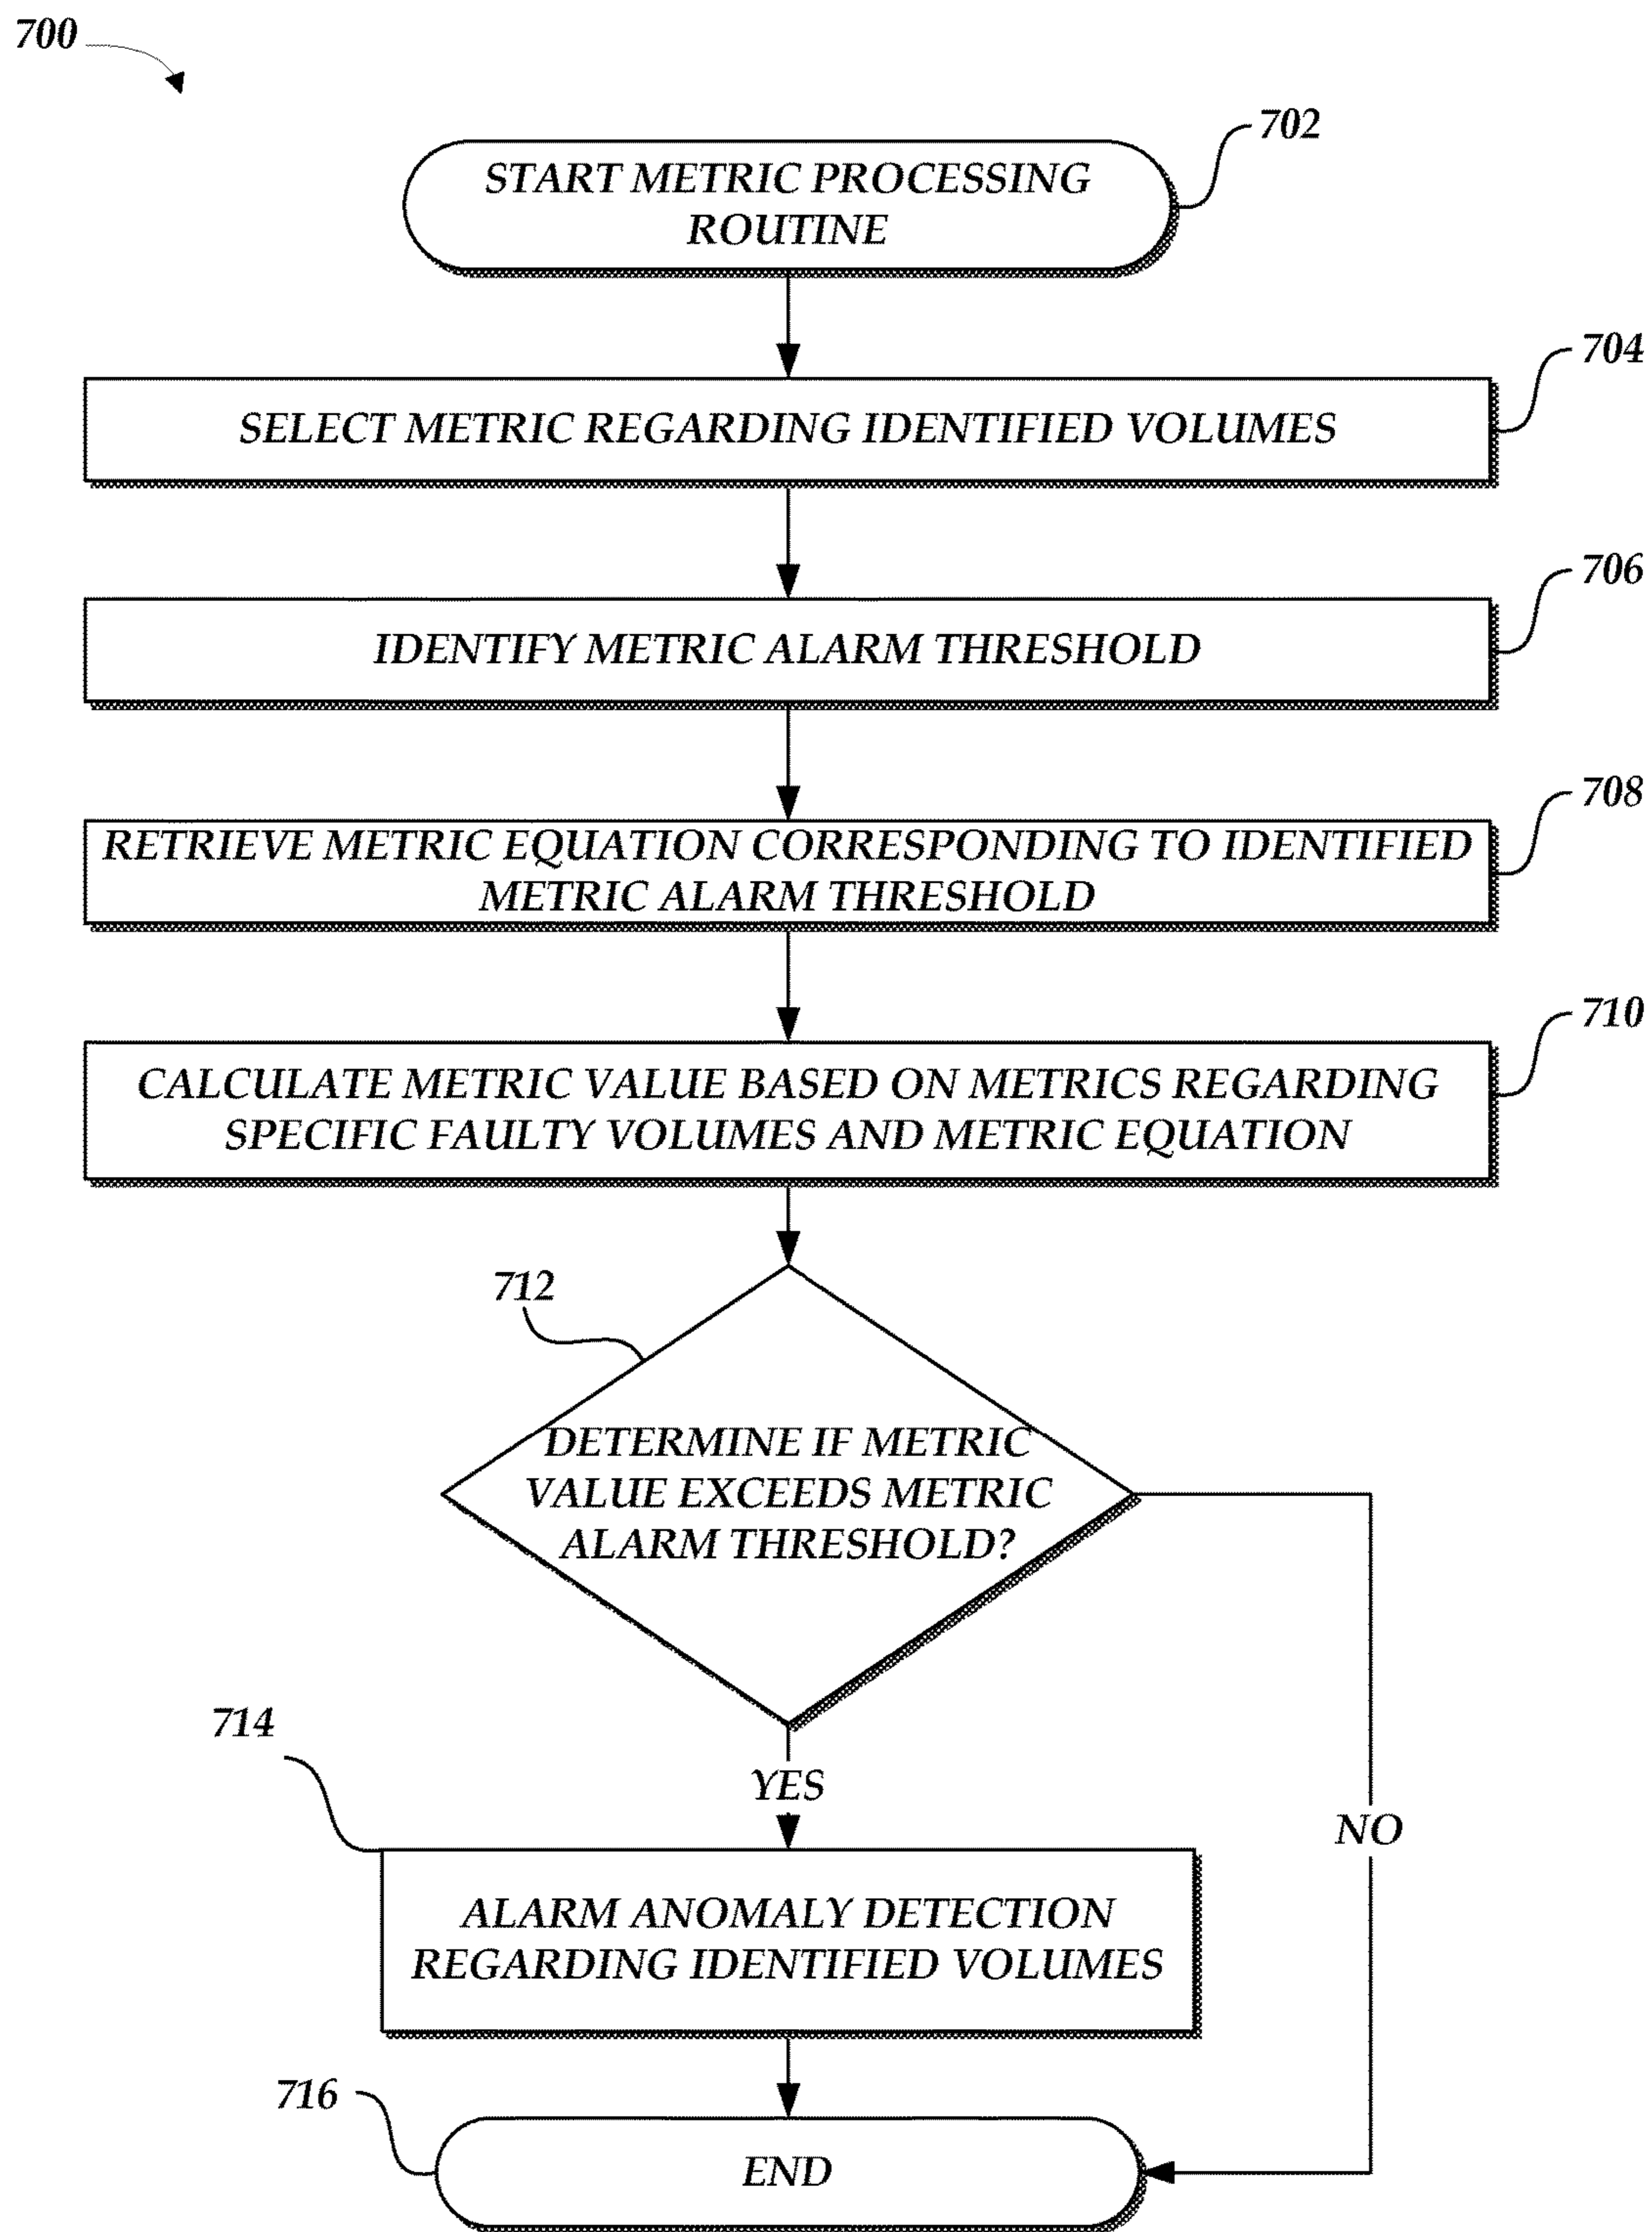 700
702
START METRIC PROCESSING
ROUTINE
704
SELECT METRIC REGARDING IDENTIFIED VOLUMES
706
IDENTIFY METRIC ALARM THRESHOLD
708
RETRIEVE METRIC EQUATION CORRESPONDING TO IDENTIFIED
METRIC ALARM THRESHOLD
710
CALCULATE METRIC VALUE BASED ON METRICS REGARDING
SPECIFIC FAULTY VOLUMES AND METRIC EQUATION
712
DETERMINE IF METRIC
VALUE EXCEEDS METRIC
ALARM THRESHOLD?
714
YES
NO
ALARM ANOMALY DETECTION
REGARDING IDENTIFIED VOLUMES
716
END